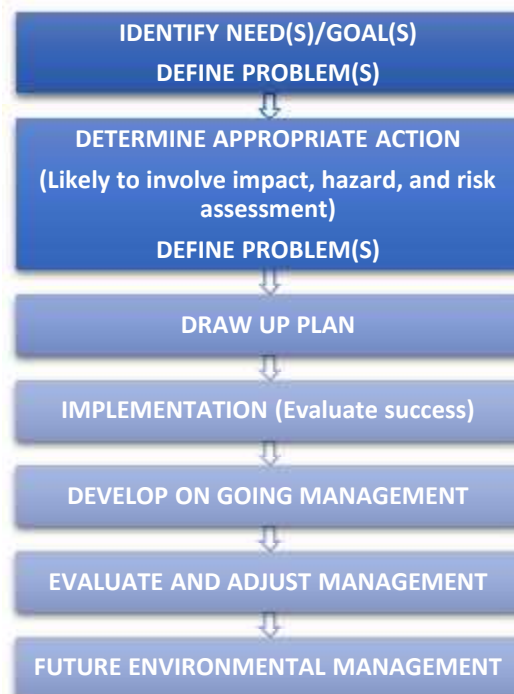 IDENTIFY NEED(S)/GOAL(S)
DEFINE PROBLEM(S)
DETERMINE APPROPRIATE ACTION
(Likely to involve impact, hazard, and risk
assessment)
DEFINE PROBLEM(S)
DRAW UP PLAN
IMPLEMENTATION (Evaluate success)
DEVELOP ON GOING MANAGEMENT
EVALUATE AND ADJUST MANAGEMENT
FUTURE ENVIRONMENTAL MANAGEMENT